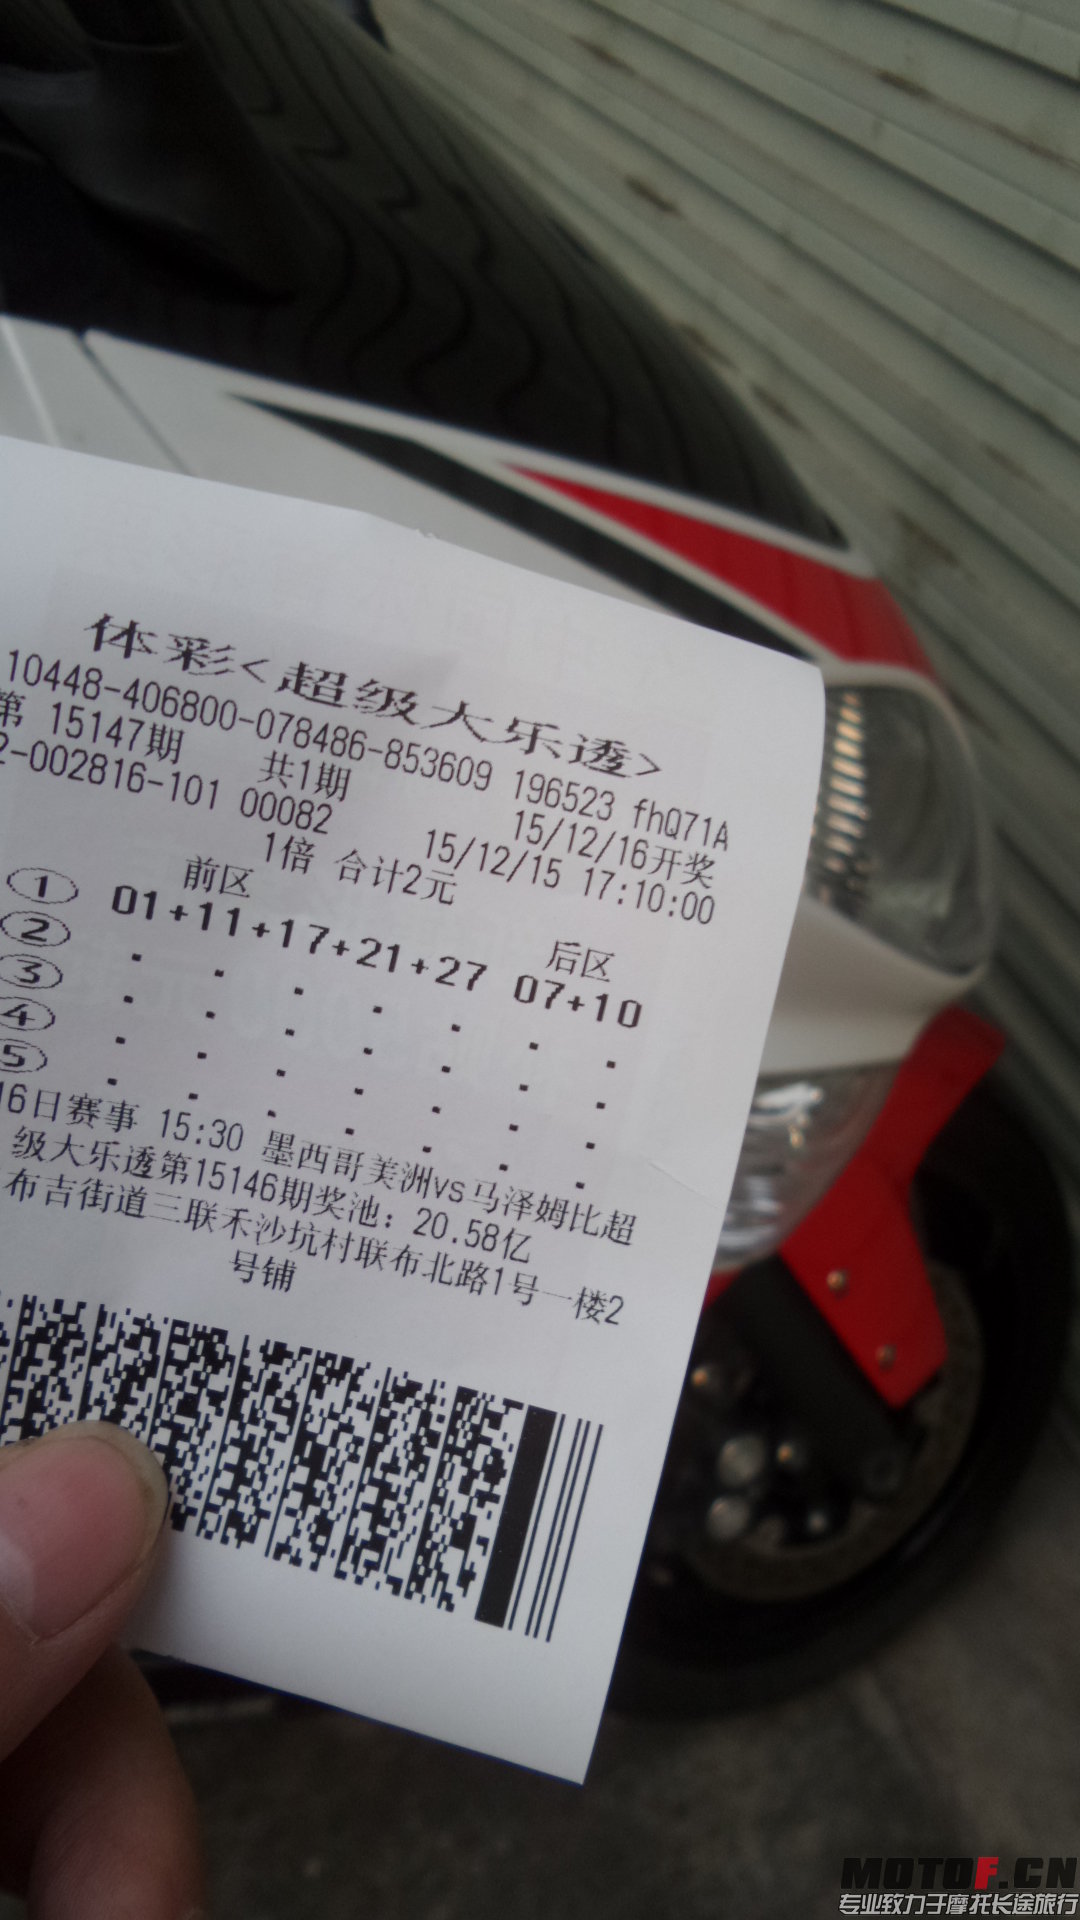 体彩<超级大乐透>
10448-406800-078486-853609 196523 fhQ71A
第 15147期 共1期 15/12/16开奖
2-002816-101 00082 15/12/15 17:10:00
1倍 合计2元
前区 后区
① 01+11+17+21+27 07+10
②
③
④
⑤
16日赛事 15:30 墨西哥美洲vs马泽姆比超
级大乐透第15146期奖池：20.58亿
布吉街道三联禾沙坑村联布北路1号一楼2
号铺
MOTOF.CN
专业致力于摩托长途旅行